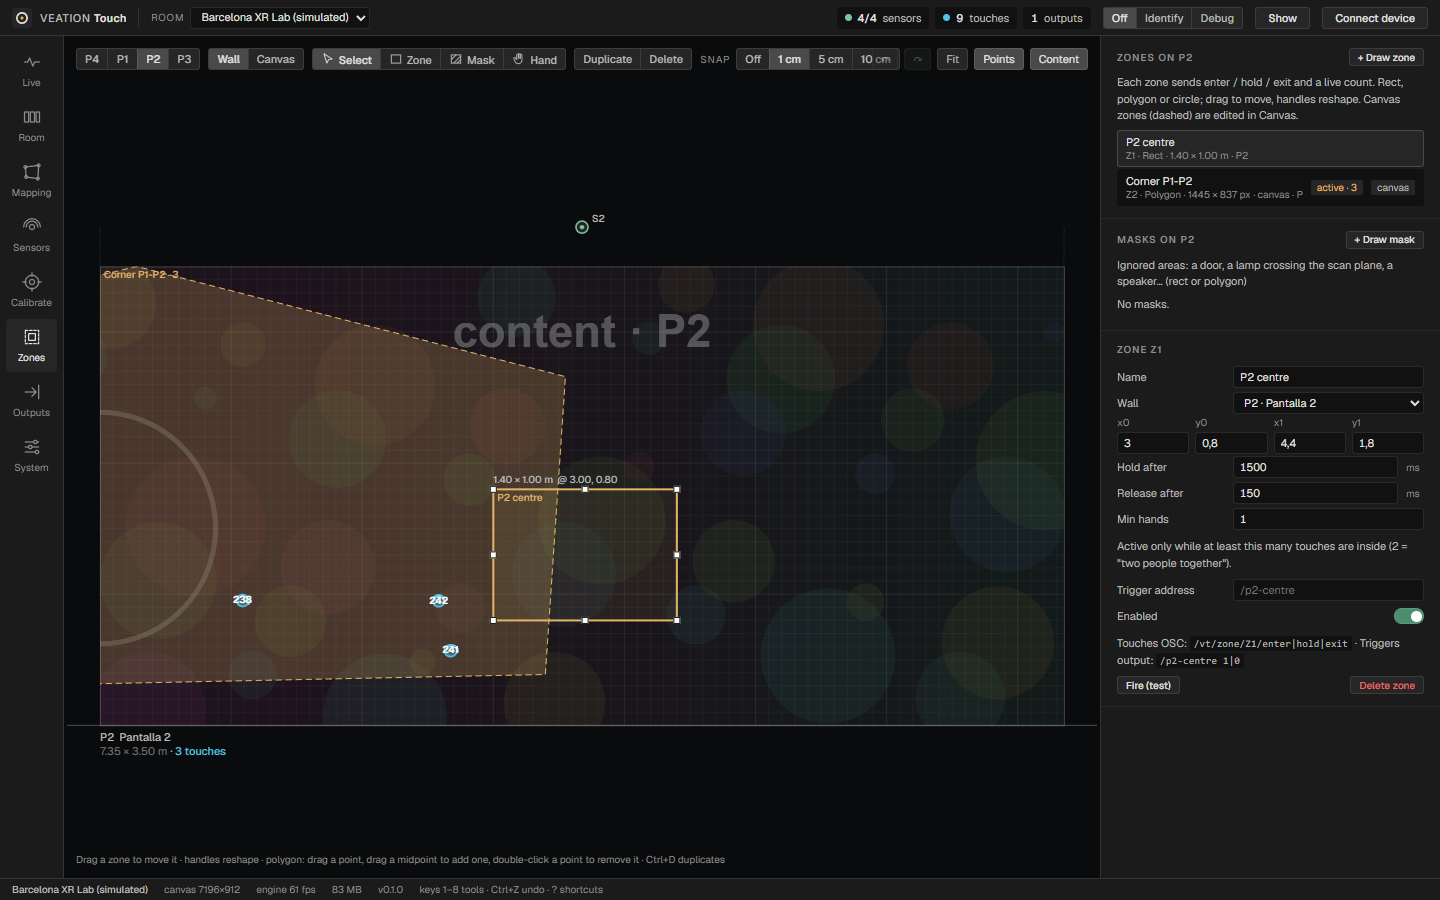 VEATION Touch
ROOM Barcelona XR Lab (simulated)
4/4 sensors
9 touches
1 outputs
Off Identify Debug
Show
Connect device
Live
Room
Mapping
Sensors
Calibrate
Zones
Outputs
System
P4 P1 P2 P3
Wall Canvas
Select Zone Mask Hand
Duplicate Delete
SNAP Off 1 cm 5 cm 10 cm
Fit
Points
Content
S2
Corner P1-P2 3
content · P2
1.40 × 1.00 m @ 3.00, 0.80
P2 centre
238
242
241
P2 Pantalla 2
7.35 × 3.50 m · 3 touches
Drag a zone to move it · handles reshape · polygon: drag a point, drag a midpoint to add one, double-click a point to remove it · Ctrl+D duplicates
ZONES ON P2
+ Draw zone
Each zone sends enter / hold / exit and a live count. Rect,
polygon or circle; drag to move, handles reshape. Canvas
zones (dashed) are edited in Canvas.
P2 centre
Z1 · Rect · 1.40 × 1.00 m · P2
Corner P1-P2
Z2 · Polygon · 1445 × 837 px · canvas · P
active · 3
canvas
MASKS ON P2
+ Draw mask
Ignored areas: a door, a lamp crossing the scan plane, a
speaker… (rect or polygon)
No masks.
ZONE Z1
Name P2 centre
Wall P2 · Pantalla 2
x0 y0 x1 y1
3 0,8 4,4 1,8
Hold after 1500 ms
Release after 150 ms
Min hands 1
Active only while at least this many touches are inside (2 =
"two people together").
Trigger address /p2-centre
Enabled
Touches OSC: /vt/zone/Z1/enter|hold|exit · Triggers
output: /p2-centre 1|0
Fire (test)
Delete zone
Barcelona XR Lab (simulated) canvas 7196×912 engine 61 fps 83 MB v0.1.0 keys 1–8 tools · Ctrl+Z undo · ? shortcuts